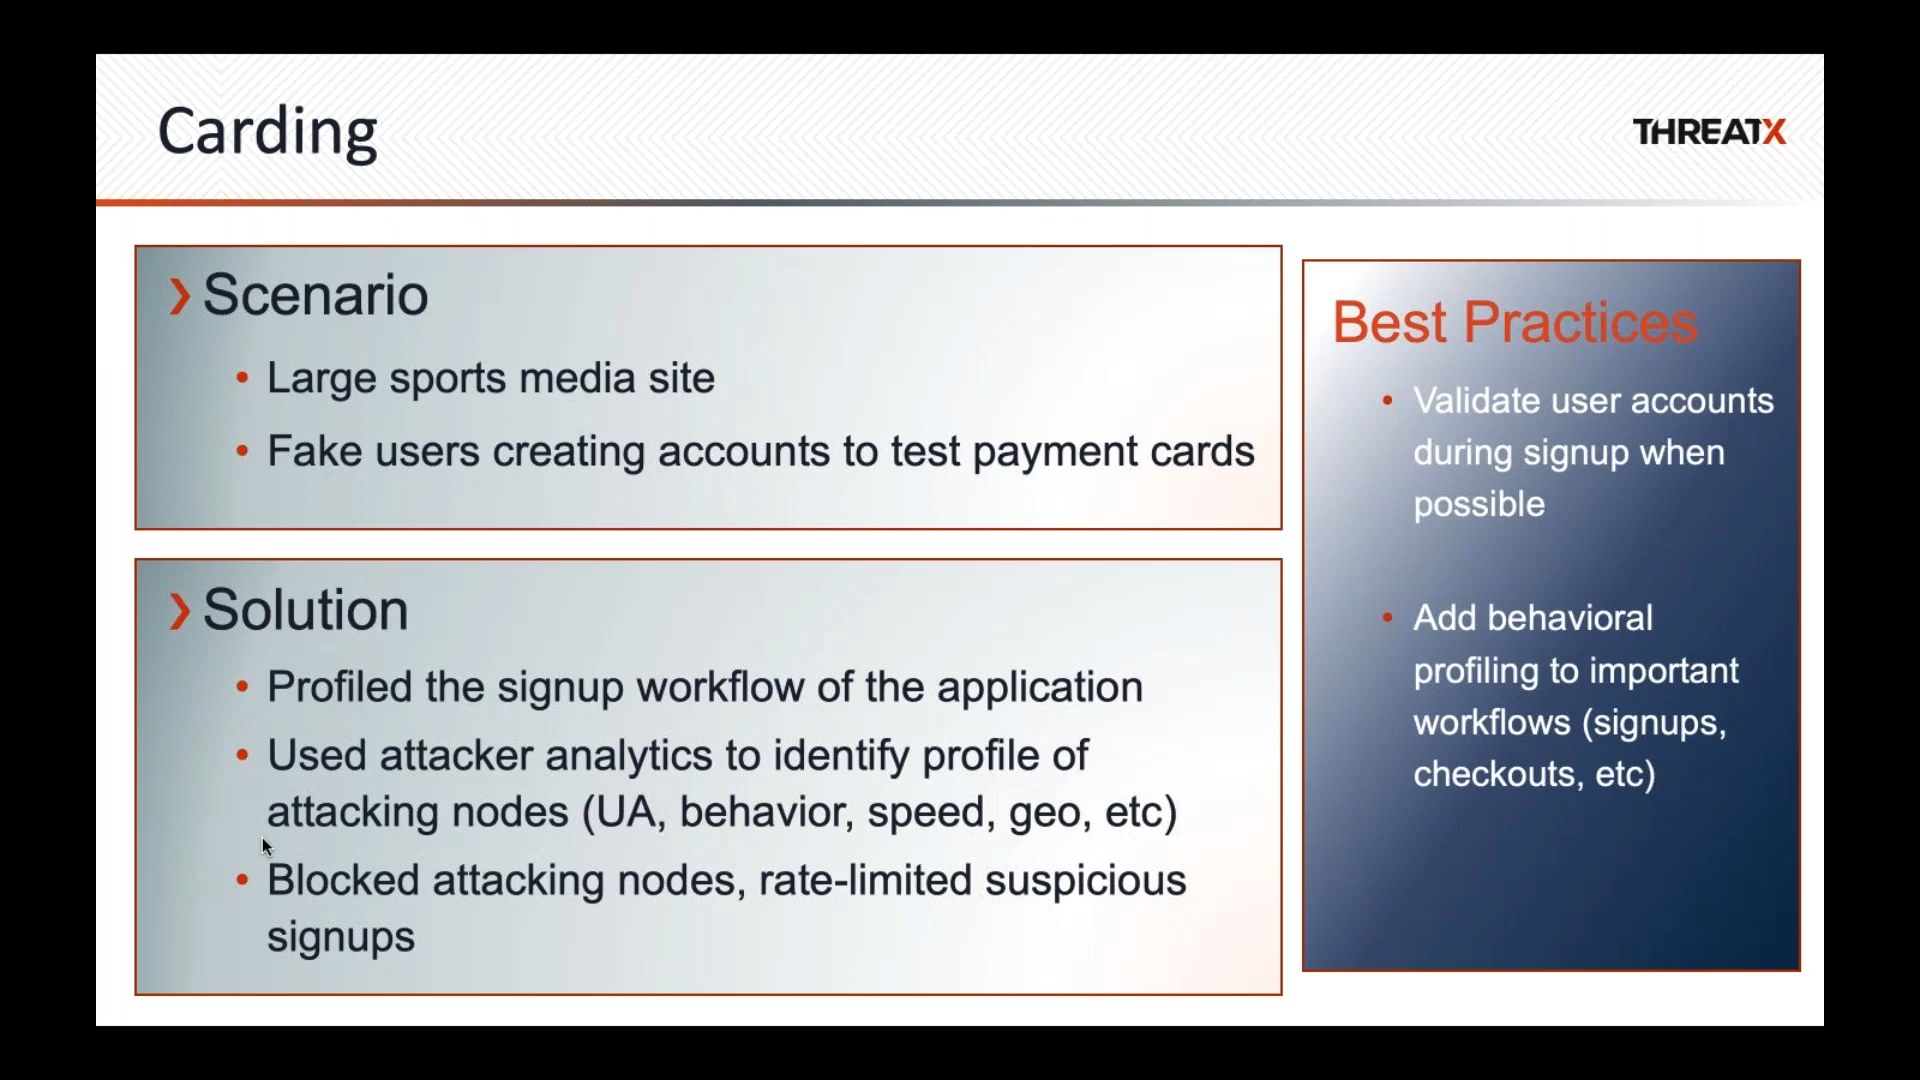 Carding
THREATX
Scenario
Large sports media site
Fake users creating accounts to test payment cards
Solution
Profiled the signup workflow of the application
Used attacker analytics to identify profile of
attacking nodes (UA, behavior, speed, geo, etc)
Blocked attacking nodes, rate-limited suspicious
signups
Best Practices
Validate user accounts
during signup when
possible
Add behavioral
profiling to important
workflows (signups,
checkouts, etc)